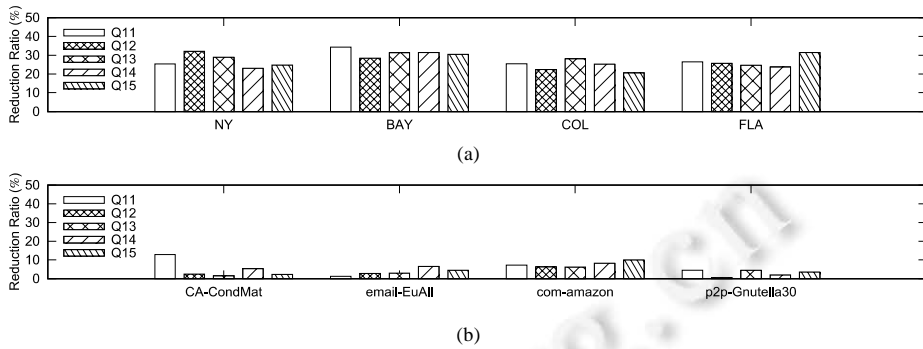 Reduction Ratio (%)
50
40
30
20
10
0
Q11
Q12
Q13
Q14
Q15
NY
BAY
COL
FLA
(a)
Reduction Ratio (%)
50
40
30
20
10
0
Q11
Q12
Q13
Q14
Q15
CA-CondMat
email-EuAll
com-amazon
p2p-Gnutella30
(b)